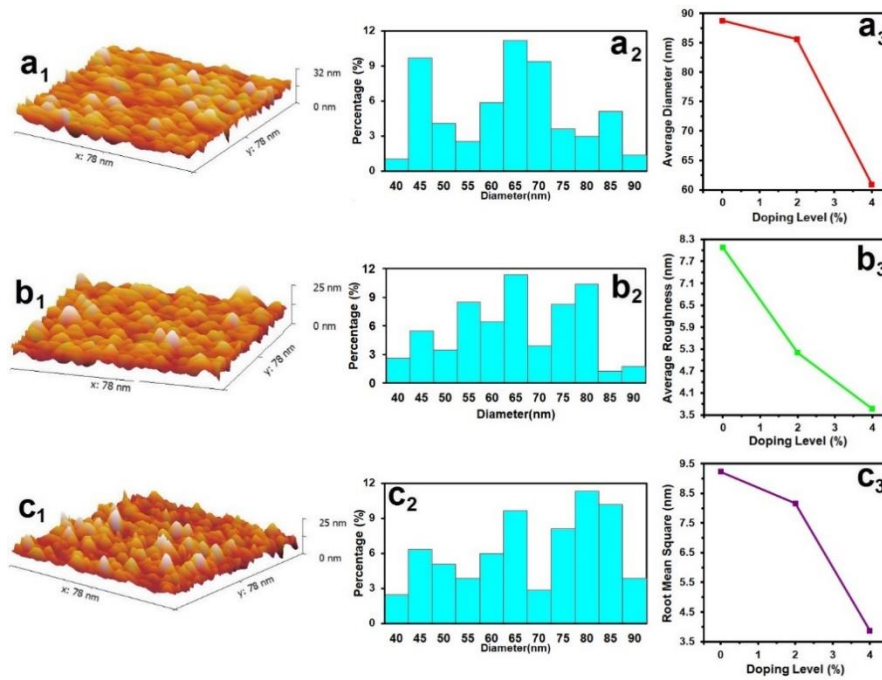 a1
32 nm
0 nm
x: 78 nm
y: 78 nm
a2
Percentage (%)
12
9
6
3
0
40 45 50 55 60 65 70 75 80 85 90
Diameter(nm)
a3
Average Diameter (nm)
90
85
80
75
70
65
60
0 1 2 3 4
Doping Level (%)
b1
25 nm
0 nm
x: 78 nm
y: 78 nm
b2
Percentage (%)
12
9
6
3
0
40 45 50 55 60 65 70 75 80 85 90
Diameter(nm)
b3
Average Roughness (nm)
8.3
7.7
7.1
6.5
5.9
5.3
4.7
4.1
3.5
0 1 2 3 4
Doping Level (%)
c1
25 nm
0 nm
x: 78 nm
y: 78 nm
c2
Percentage (%)
12
9
6
3
0
40 45 50 55 60 65 70 75 80 85 90
Diameter(nm)
c3
Root Mean Square (nm)
9.5
8.5
7.5
6.5
5.5
4.5
3.5
0 1 2 3 4
Doping Level (%)